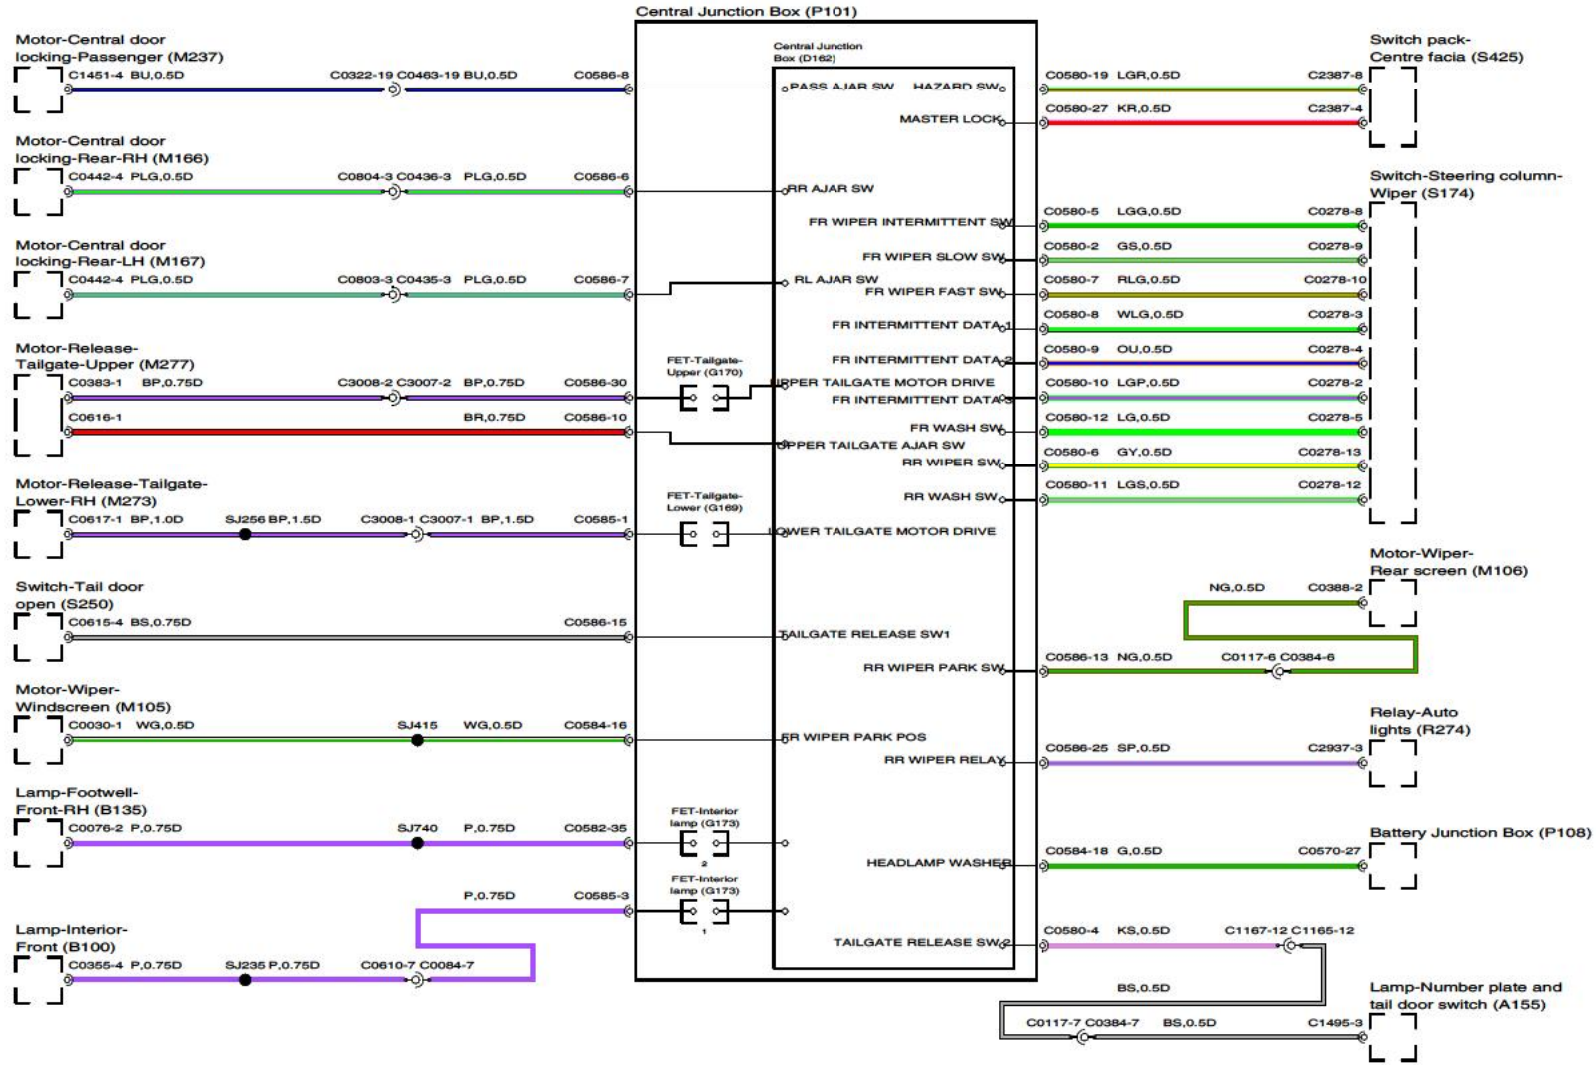 Central Junction Box (P101)
Central Junction
Box (D162)
Motor-Central door
locking-Passenger (M237)
C1451-4 BU,0.5D C0322-19 C0463-19 BU,0.5D C0586-8
Motor-Central door
locking-Rear-RH (M166)
C0442-4 PLG,0.5D C0804-3 C0436-3 PLG,0.5D C0586-6
Motor-Central door
locking-Rear-LH (M167)
C0442-4 PLG,0.5D C0803-3 C0435-3 PLG,0.5D C0586-7
Motor-Release-
Tailgate-Upper (M277)
C0383-1 BP,0.75D C3008-2 C3007-2 BP,0.75D C0586-30
C0616-1 BR,0.75D C0586-10
Motor-Release-Tailgate-
Lower-RH (M273)
C0617-1 BP,1.0D SJ256 BP,1.5D C3008-1 C3007-1 BP,1.5D C0585-1
Switch-Tail door
open (S250)
C0615-4 BS,0.75D C0586-15
Motor-Wiper-
Windscreen (M105)
C0030-1 WG,0.5D SJ415 WG,0.5D C0584-16
Lamp-Footwell-
Front-RH (B135)
C0076-2 P,0.75D SJ740 P,0.75D C0582-35
P,0.75D C0585-3
Lamp-Interior-
Front (B100)
C0355-4 P,0.75D SJ235 P,0.75D C0610-7 C0084-7
FET-Tailgate-
Upper (G170)
FET-Tailgate-
Lower (G169)
FET-Interior
lamp (G173)
2
FET-Interior
lamp (G173)
1
PASS AJAR SW HAZARD SW
MASTER LOCK
RR AJAR SW
FR WIPER INTERMITTENT SW
FR WIPER SLOW SW
RL AJAR SW
FR WIPER FAST SW
FR INTERMITTENT DATA 1
FR INTERMITTENT DATA 2
UPPER TAILGATE MOTOR DRIVE
FR INTERMITTENT DATA 3
FR WASH SW
UPPER TAILGATE AJAR SW
RR WIPER SW
RR WASH SW
LOWER TAILGATE MOTOR DRIVE
TAILGATE RELEASE SW1
RR WIPER PARK SW
FR WIPER PARK POS
RR WIPER RELAY
HEADLAMP WASHER
TAILGATE RELEASE SW 2
Switch pack-
Centre facia (S425)
C0580-19 LGR,0.5D C2387-8
C0580-27 KR,0.5D C2387-4
Switch-Steering column-
Wiper (S174)
C0580-5 LGG,0.5D C0278-8
C0580-2 GS,0.5D C0278-9
C0580-7 RLG,0.5D C0278-10
C0580-8 WLG,0.5D C0278-3
C0580-9 OU,0.5D C0278-4
C0580-10 LGP,0.5D C0278-2
C0580-12 LG,0.5D C0278-5
C0580-6 GY,0.5D C0278-13
C0580-11 LGS,0.5D C0278-12
Motor-Wiper-
Rear screen (M106)
NG,0.5D C0388-2
C0586-13 NG,0.5D C0117-6 C0384-6
Relay-Auto
lights (R274)
C0586-25 SP,0.5D C2937-3
Battery Junction Box (P108)
C0584-18 G,0.5D C0570-27
C0580-4 KS,0.5D C1167-12 C1165-12
BS,0.5D
Lamp-Number plate and
tail door switch (A155)
C0117-7 C0384-7 BS,0.5D C1495-3